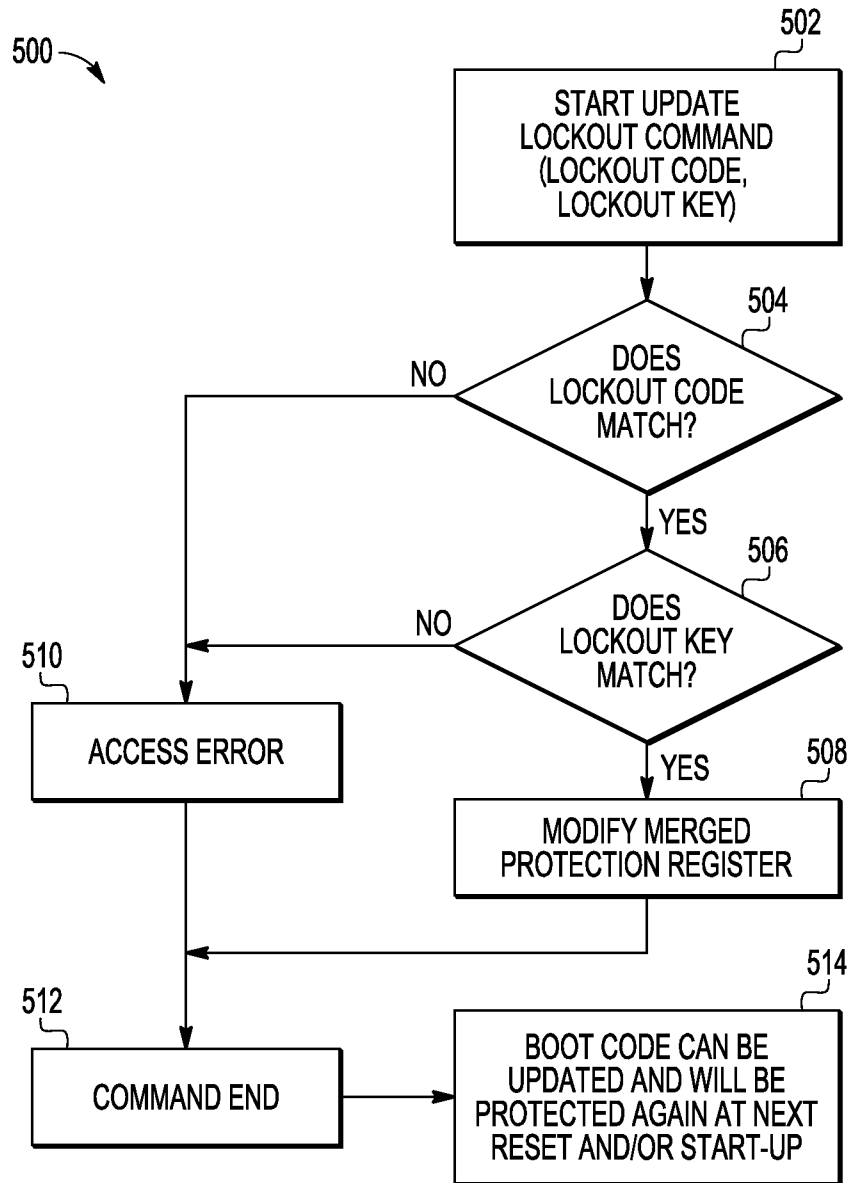 500
502
START UPDATE
LOCKOUT COMMAND
(LOCKOUT CODE,
LOCKOUT KEY)
504
DOES
LOCKOUT CODE
MATCH?
NO
YES
506
DOES
LOCKOUT KEY
MATCH?
NO
YES
510
ACCESS ERROR
508
MODIFY MERGED
PROTECTION REGISTER
512
COMMAND END
514
BOOT CODE CAN BE
UPDATED AND WILL BE
PROTECTED AGAIN AT NEXT
RESET AND/OR START-UP